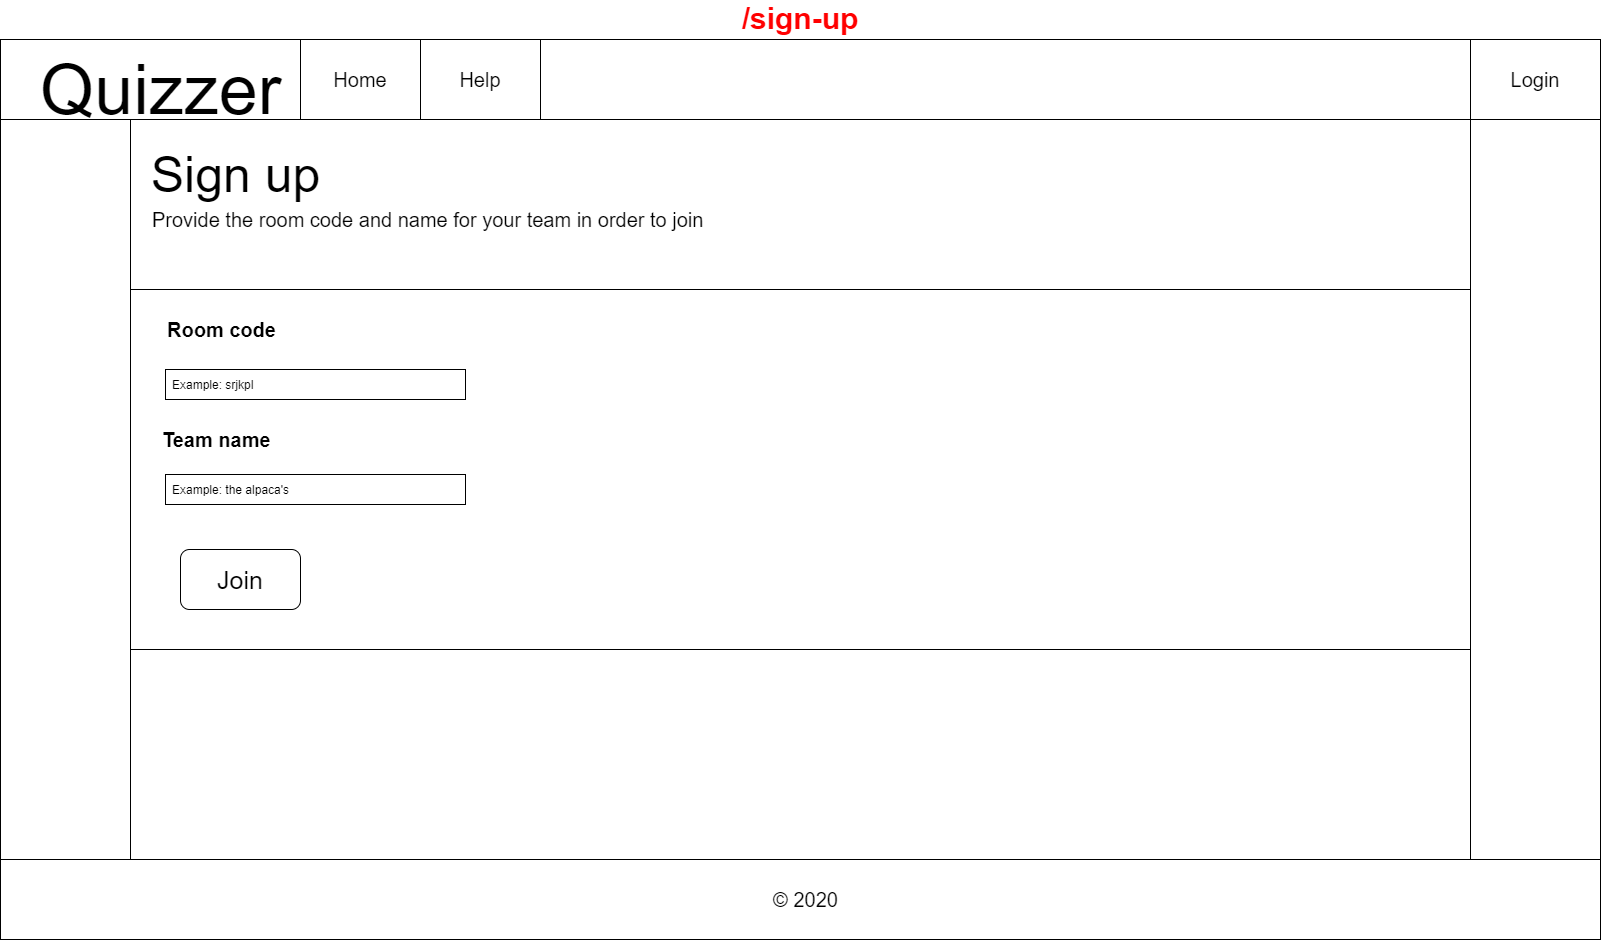 /sign-up
Quizzer
Home
Help
Login
Sign up
Provide the room code and name for your team in order to join
Room code
Example: srjkpl
Team name
Example: the alpaca's
Join
© 2020